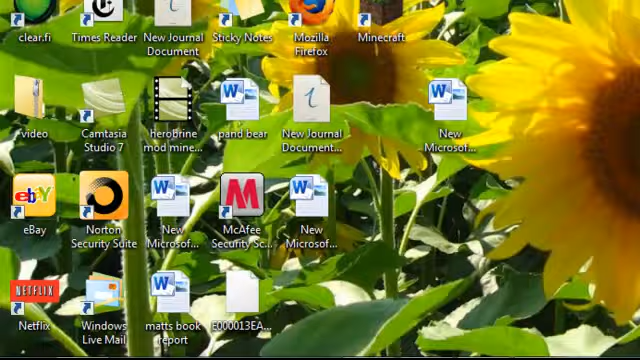 clear.fi
Times Reader
New Journal
Document
Sticky Notes
Mozilla
Firefox
Minecraft
video
Camtasia
Studio 7
herobrine
mod mine...
pand bear
New Journal
Document...
New
Microsof...
ebY
eBay
Norton
Security Suite
New
Microsof...
McAfee
Security Sc...
New
Microsof...
NETFLIX
Netflix
Windows
Live Mail
matts book
report
E000013EA...